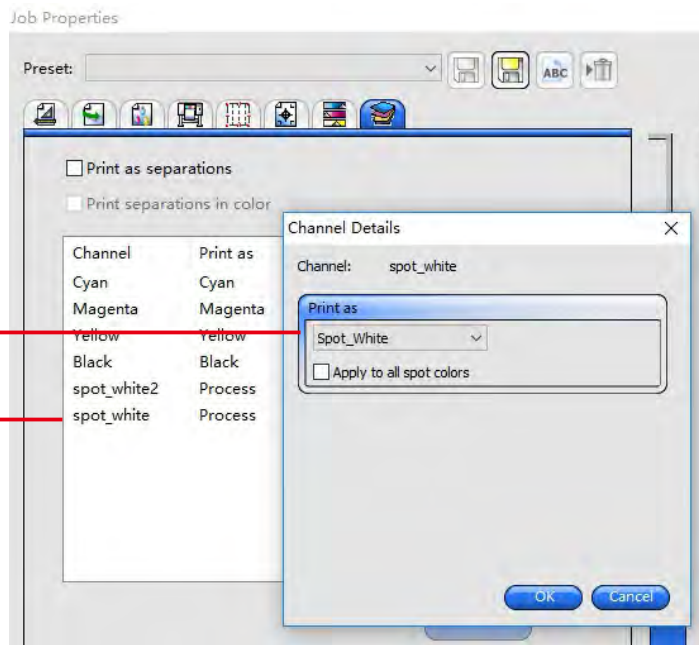 Job Properties
Preset:
ABC
Print as separations
Print separations in color
Channel Print as
Cyan Cyan
Magenta Magenta
Yellow Yellow
Black Black
spot_white2 Process
spot_white Process
Channel Details
Channel: spot_white
Print as
Spot_White
Apply to all spot colors
OK Cancel